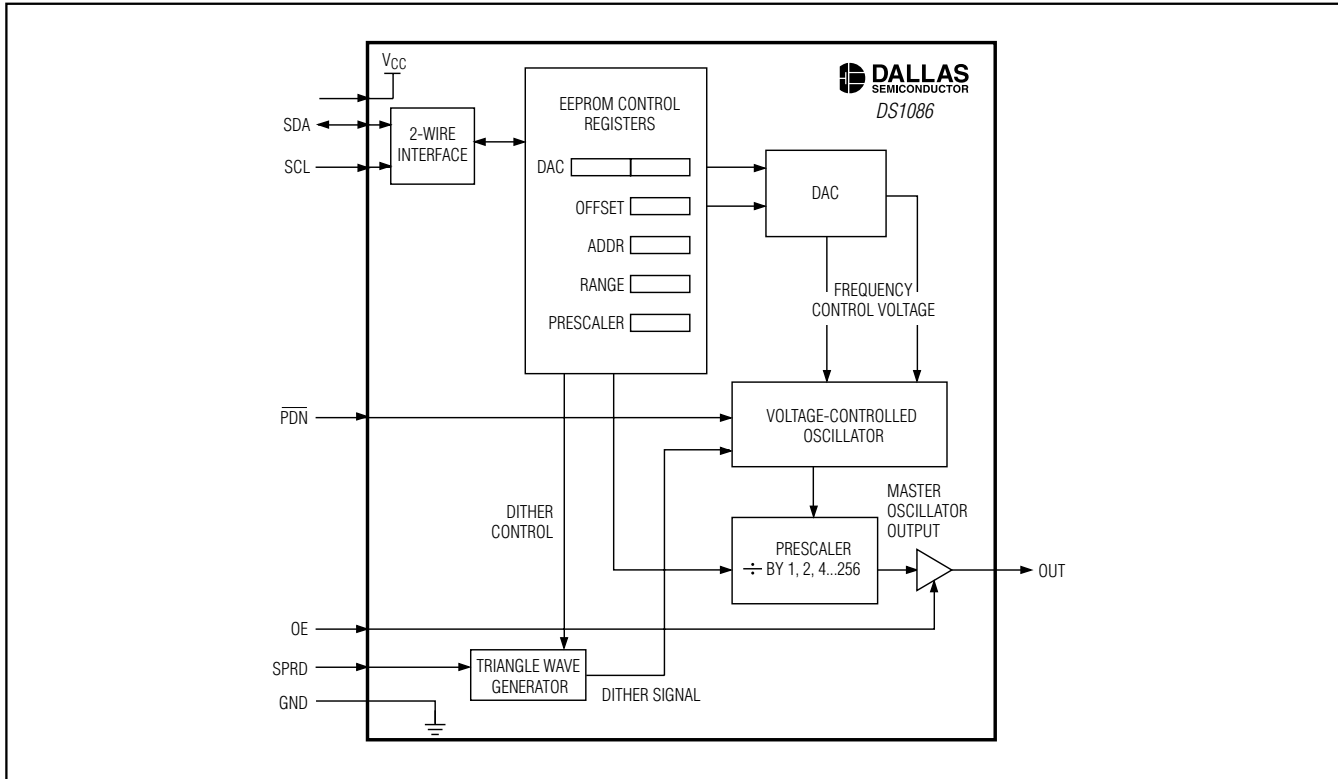 VCC
SDA
SCL
2-WIRE
INTERFACE
EEPROM CONTROL
REGISTERS
DAC
OFFSET
ADDR
RANGE
PRESCALER
DALLAS
SEMICONDUCTOR
DS1086
DAC
FREQUENCY
CONTROL VOLTAGE
PDN
VOLTAGE-CONTROLLED
OSCILLATOR
DITHER
CONTROL
MASTER
OSCILLATOR
OUTPUT
PRESCALER
÷ BY 1, 2, 4...256
OUT
OE
SPRD
GND
TRIANGLE WAVE
GENERATOR
DITHER SIGNAL